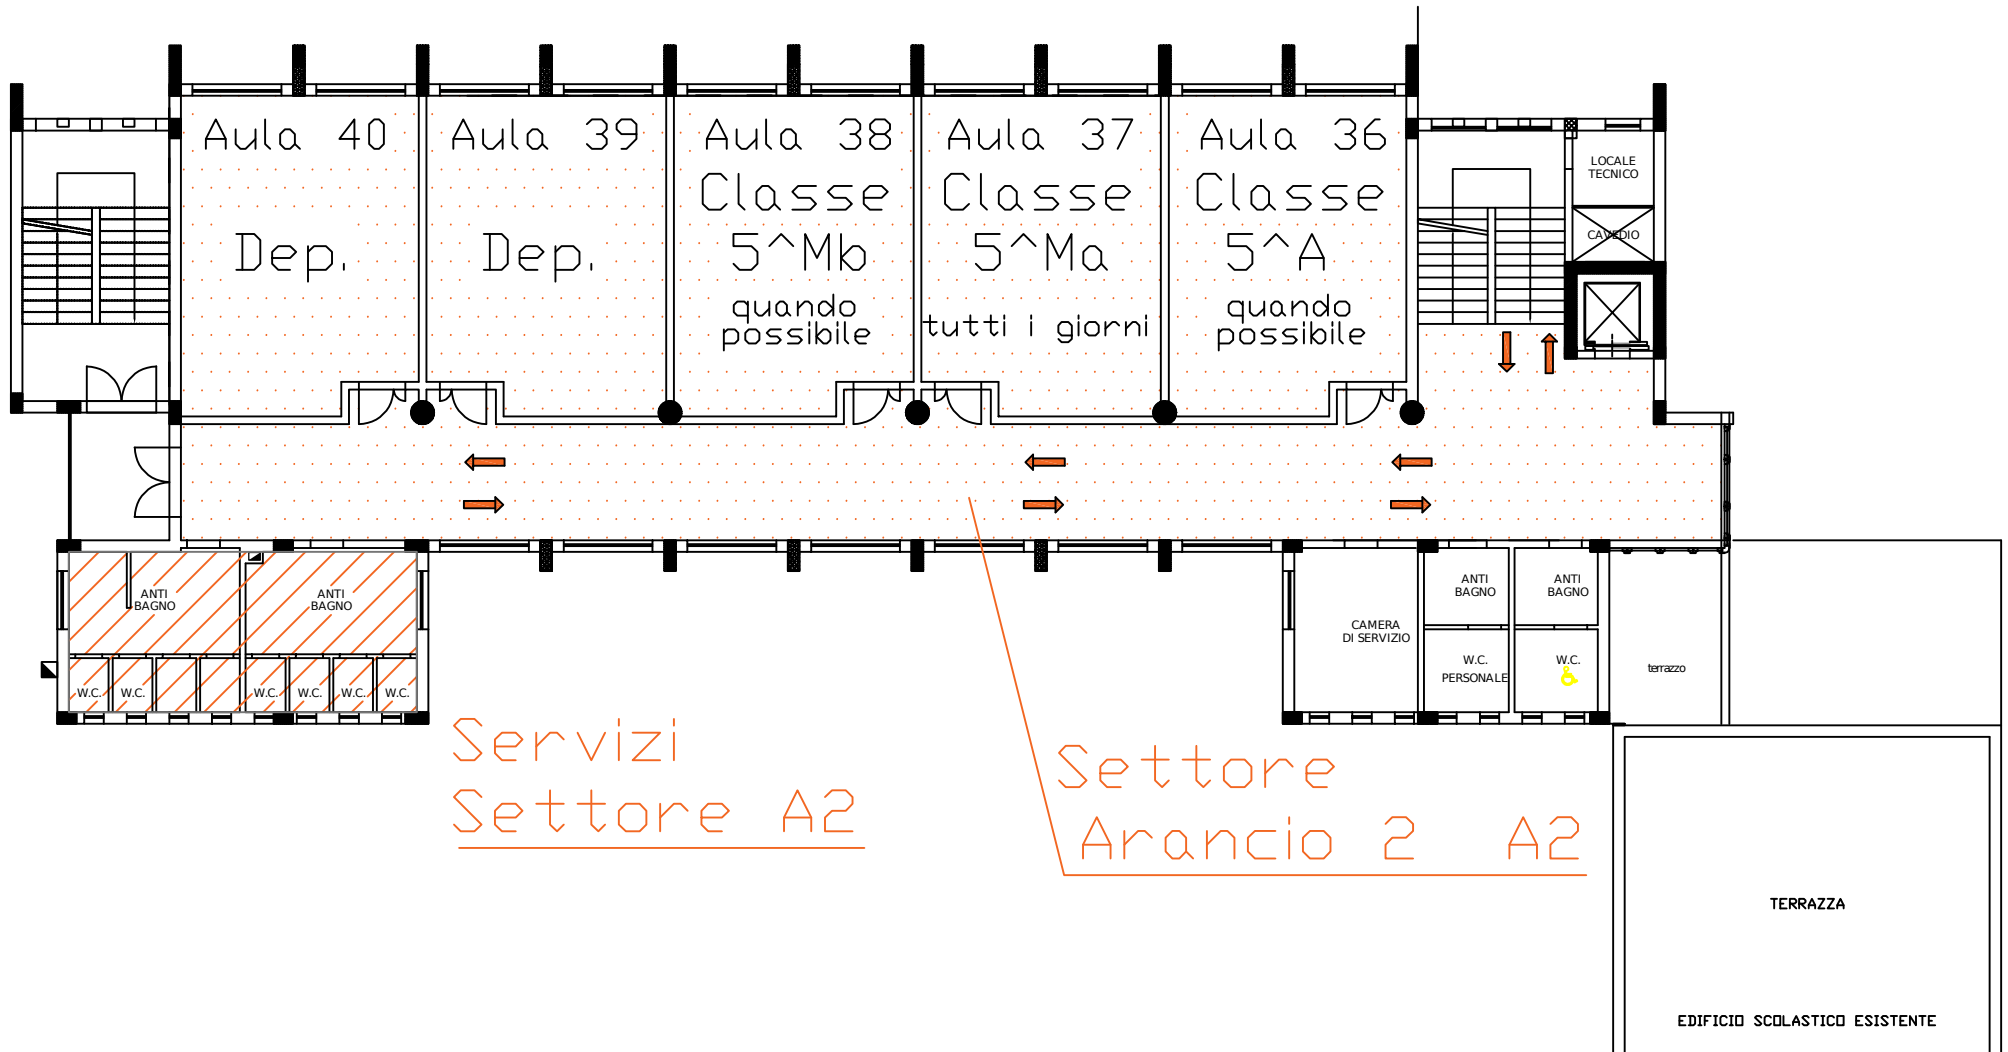 Aula 40
Dep.
Aula 39
Dep.
Aula 38
Classe
5^Mb
quando
possibile
Aula 37
Classe
5^Ma
tutti i giorni
Aula 36
Classe
5^A
quando
possibile
LOCALE
TECNICO
CAVEDIO
ANTI
BAGNO
ANTI
BAGNO
W.C.
W.C.
W.C.
W.C.
W.C.
W.C.
CAMERA
DI SERVIZIO
ANTI
BAGNO
ANTI
BAGNO
W.C.
PERSONALE
W.C.
terrazzo
Servizi
Settore A2
Settore
Arancio 2 A2
TERRAZZA
EDIFICIO SCOLASTICO ESISTENTE